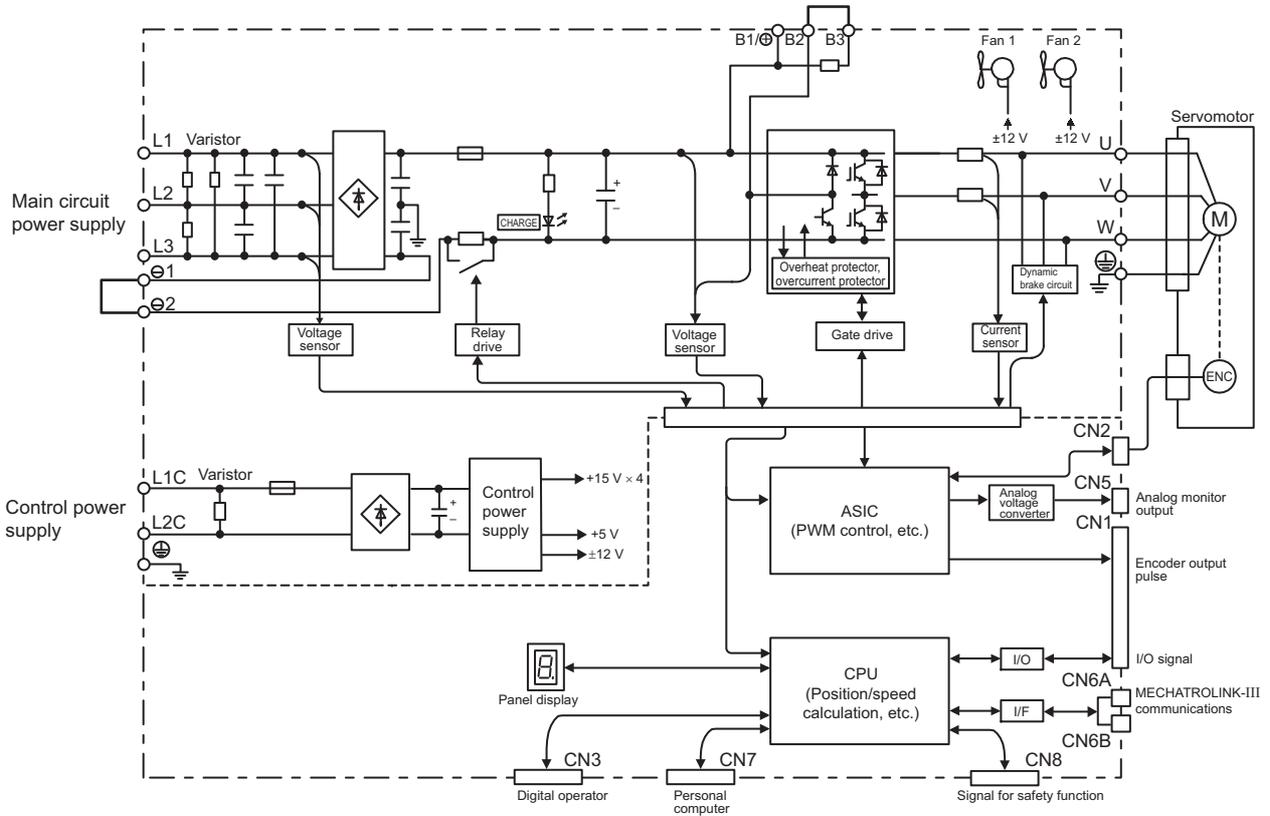 B1/⊕ B2 B3
Fan 1 Fan 2
±12 V ±12 V
Servomotor
L1 Varistor
U
Main circuit
power supply
L2
V
CHARGE
+
–
M
L3
W
⊖1
Overheat protector,
overcurrent protector
Dynamic
brake circuit
⊖2
Voltage
sensor
Relay
drive
Voltage
sensor
Gate drive
Current
sensor
ENC
CN2
L1C Varistor
Control power
supply
+
–
Control
power
supply
+15 V × 4
+5 V
±12 V
L2C
ASIC
(PWM control, etc.)
Analog
voltage
converter
CN5
Analog monitor
output
CN1
Encoder output
pulse
8.
Panel display
CPU
(Position/speed
calculation, etc.)
I/O
I/O signal
CN6A
I/F
MECHATROLINK-III
communications
CN6B
CN3
Digital operator
CN7
Personal
computer
CN8
Signal for safety function